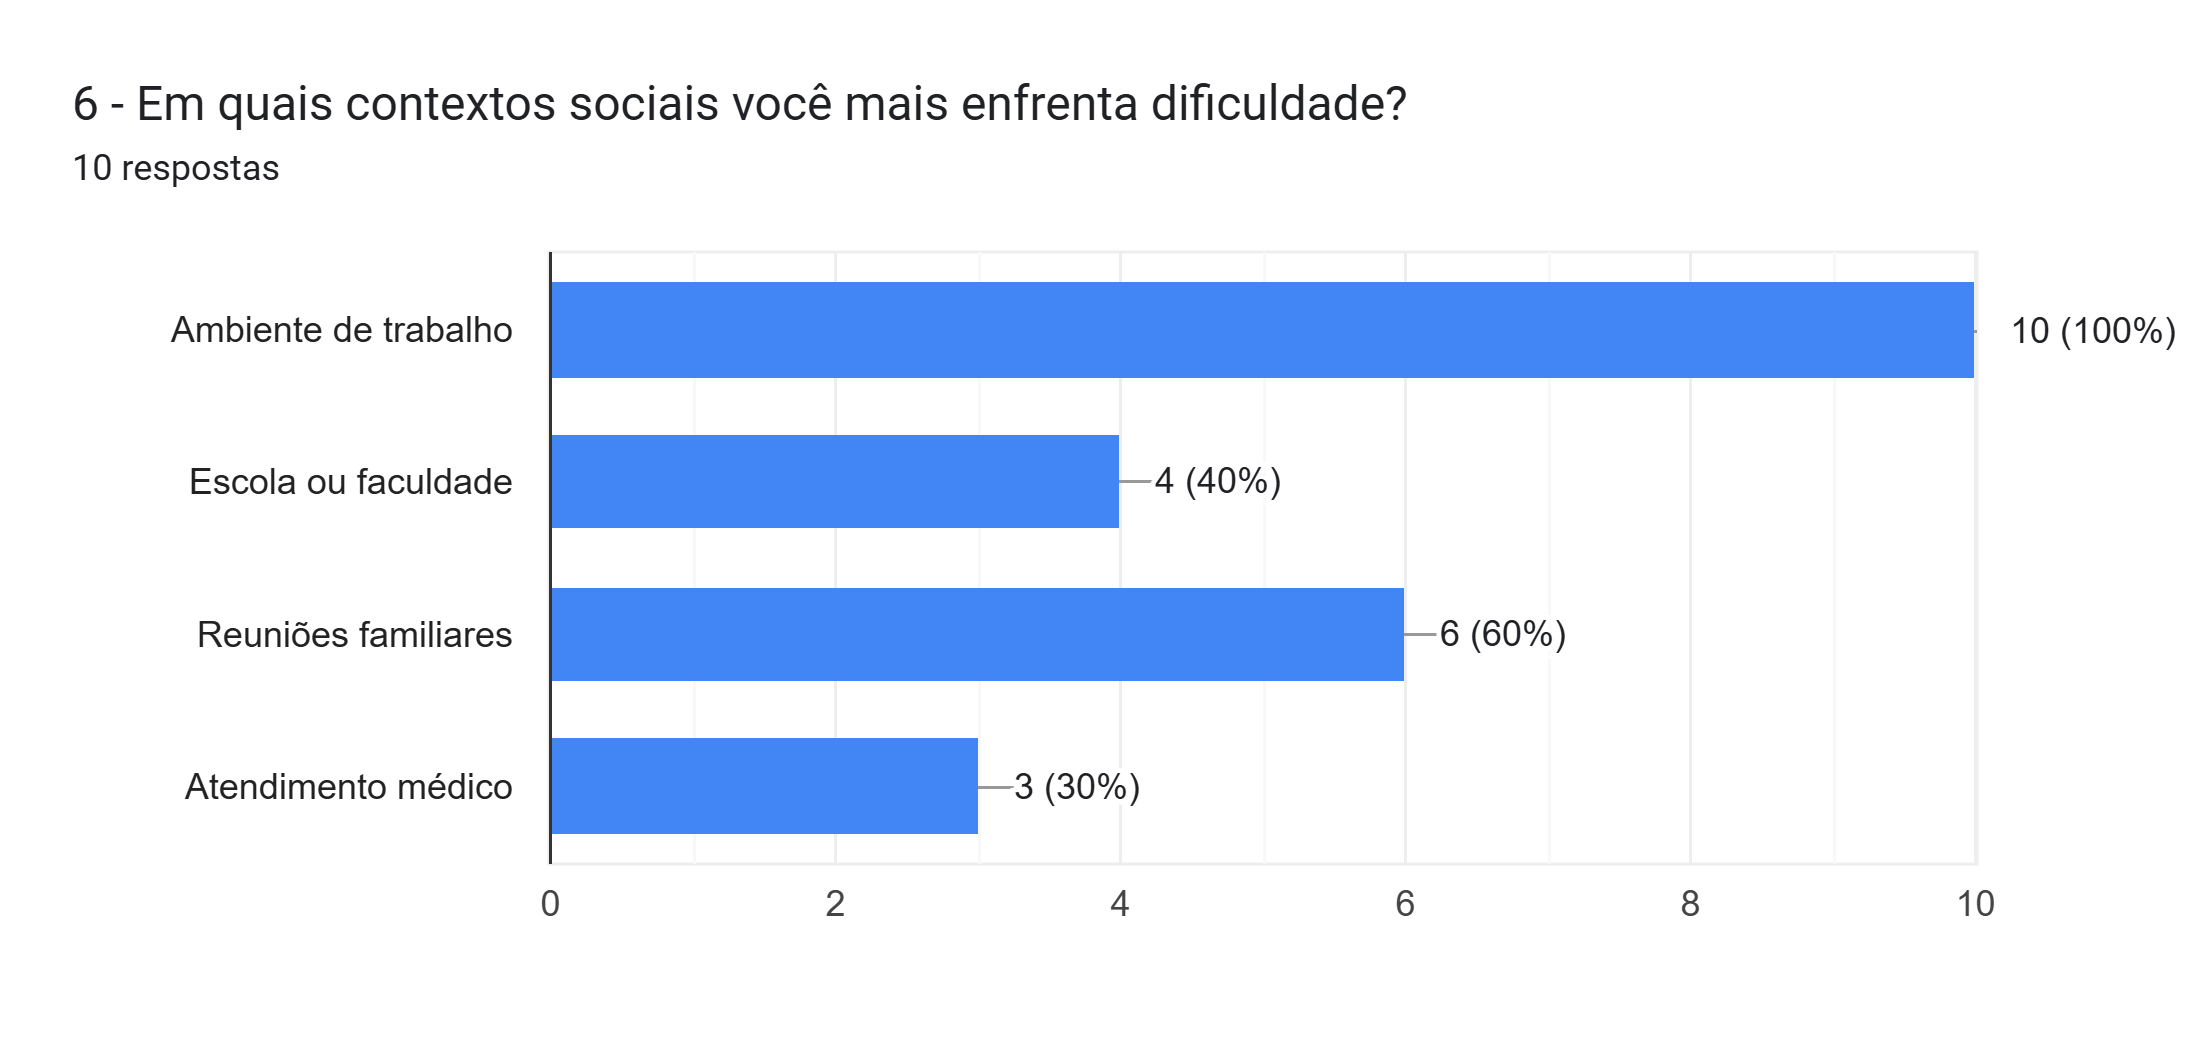 6 - Em quais contextos sociais você mais enfrenta dificuldade?
10 respostas
Ambiente de trabalho
10 (100%)
Escola ou faculdade
4 (40%)
Reuniões familiares
6 (60%)
Atendimento médico
3 (30%)
0 2 4 6 8 10